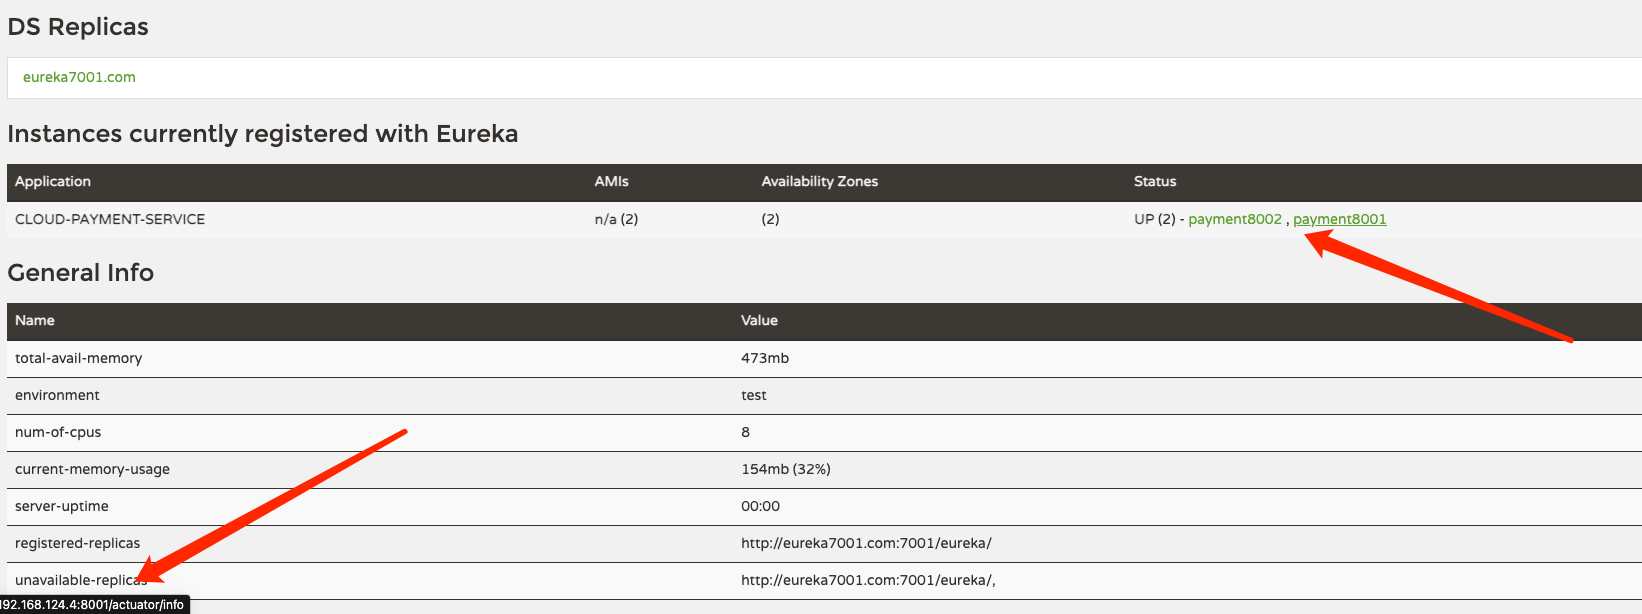 DS Replicas
eureka7001.com
Instances currently registered with Eureka
Application AMIs Availability Zones Status
CLOUD-PAYMENT-SERVICE n/a (2) (2) UP (2) - payment8002 , payment8001
General Info
Name Value
total-avail-memory 473mb
environment test
num-of-cpus 8
current-memory-usage 154mb (32%)
server-uptime 00:00
registered-replicas http://eureka7001.com:7001/eureka/
unavailable-replicas http://eureka7001.com:7001/eureka/,
192.168.124.4:8001/actuator/info